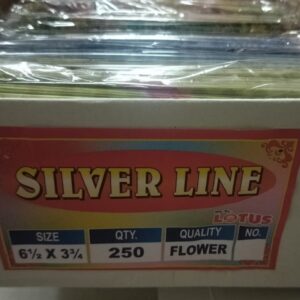 SILVER LINE
LOTUS
SIZE QTY. QUALITY NO.
6½ X 3¾ 250 FLOWER